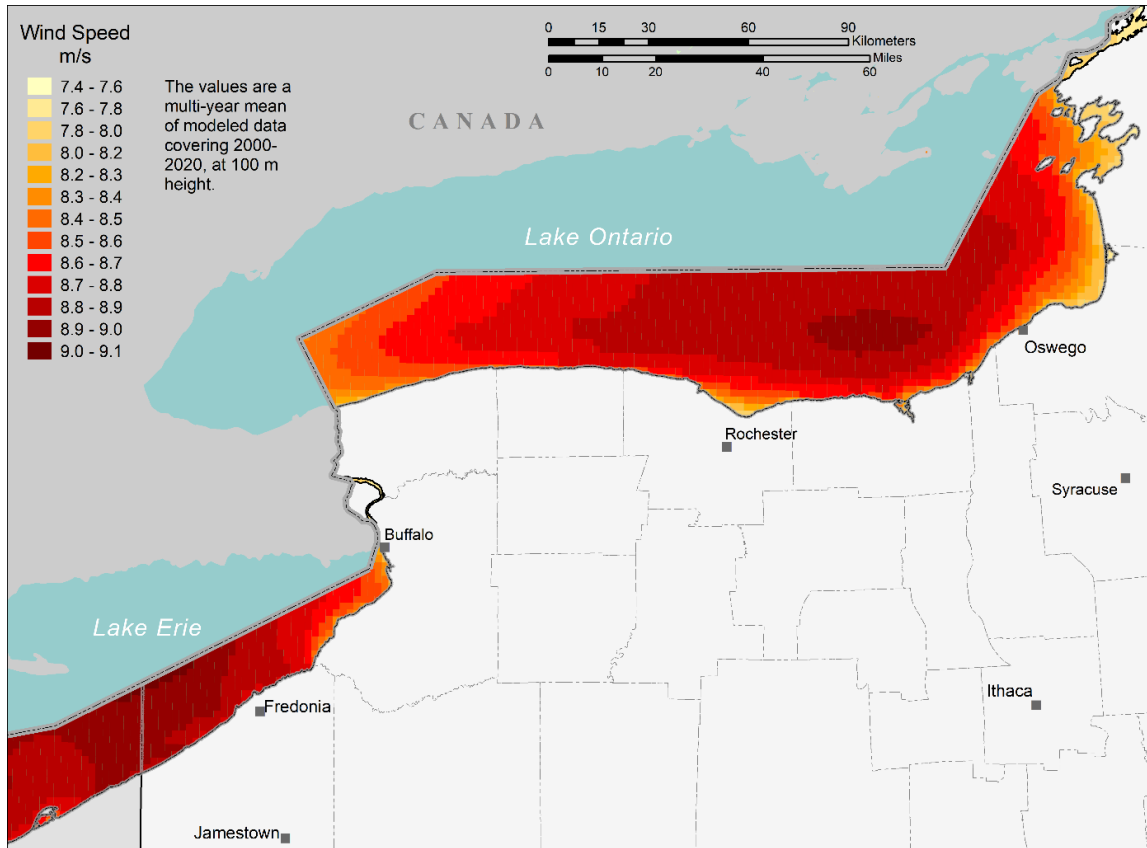 Wind Speed
m/s
7.4 - 7.6
7.6 - 7.8
7.8 - 8.0
8.0 - 8.2
8.2 - 8.3
8.3 - 8.4
8.4 - 8.5
8.5 - 8.6
8.6 - 8.7
8.7 - 8.8
8.8 - 8.9
8.9 - 9.0
9.0 - 9.1
The values are a
multi-year mean
of modeled data
covering 2000-
2020, at 100 m
height.
0 15 30 60 90
Kilometers
Miles
0 10 20 40 60
CANADA
Lake Ontario
Oswego
Rochester
Syracuse
Buffalo
Lake Erie
Fredonia
Ithaca
Jamestown